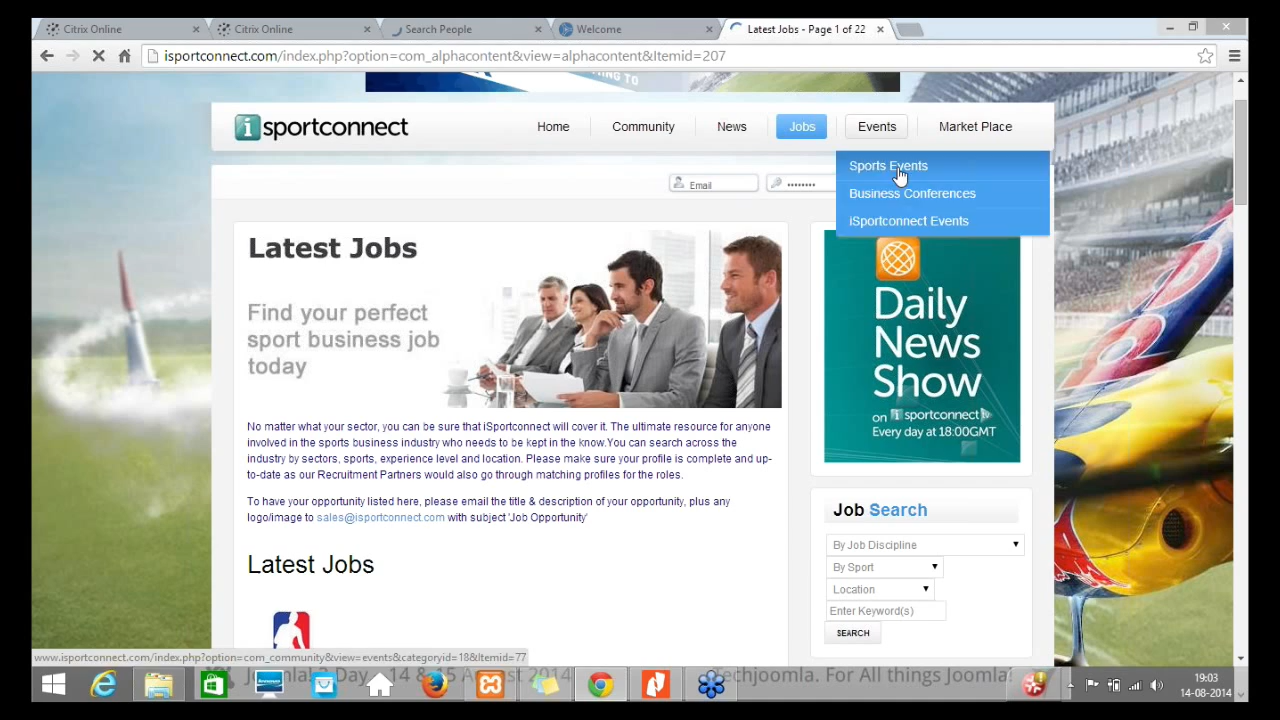 Citrix Online
Citrix Online
Search People
Welcome
Latest Jobs - Page 1 of 22
isportconnect.com/index.php?option=com_alphacontent&view=alphacontent&Itemid=207
i sportconnect
Home
Community
News
Jobs
Events
Market Place
Sports Events
Business Conferences
iSportconnect Events
Email
••••••••
Latest Jobs
Find your perfect
sport business job
today
Daily
News
Show
on i sportconnect tv
Every day at 18:00GMT
No matter what your sector, you can be sure that iSportconnect will cover it. The ultimate resource for anyone
involved in the sports business industry who needs to be kept in the know.You can search across the
industry by sectors, sports, experience level and location. Please make sure your profile is complete and up-
to-date as our Recruitment Partners would also go through matching profiles for the roles.
To have your opportunity listed here, please email the title & description of your opportunity, plus any
logo/image to sales@isportconnect.com with subject 'Job Opportunity'
Job Search
By Job Discipline
By Sport
Location
Enter Keyword(s)
SEARCH
Latest Jobs
www.isportconnect.com/index.php?option=com_community&view=events&categoryid=18&Itemid=77
14 & 15 August 2014
echjoomla. For All things Joomla!
19:03
14-08-2014